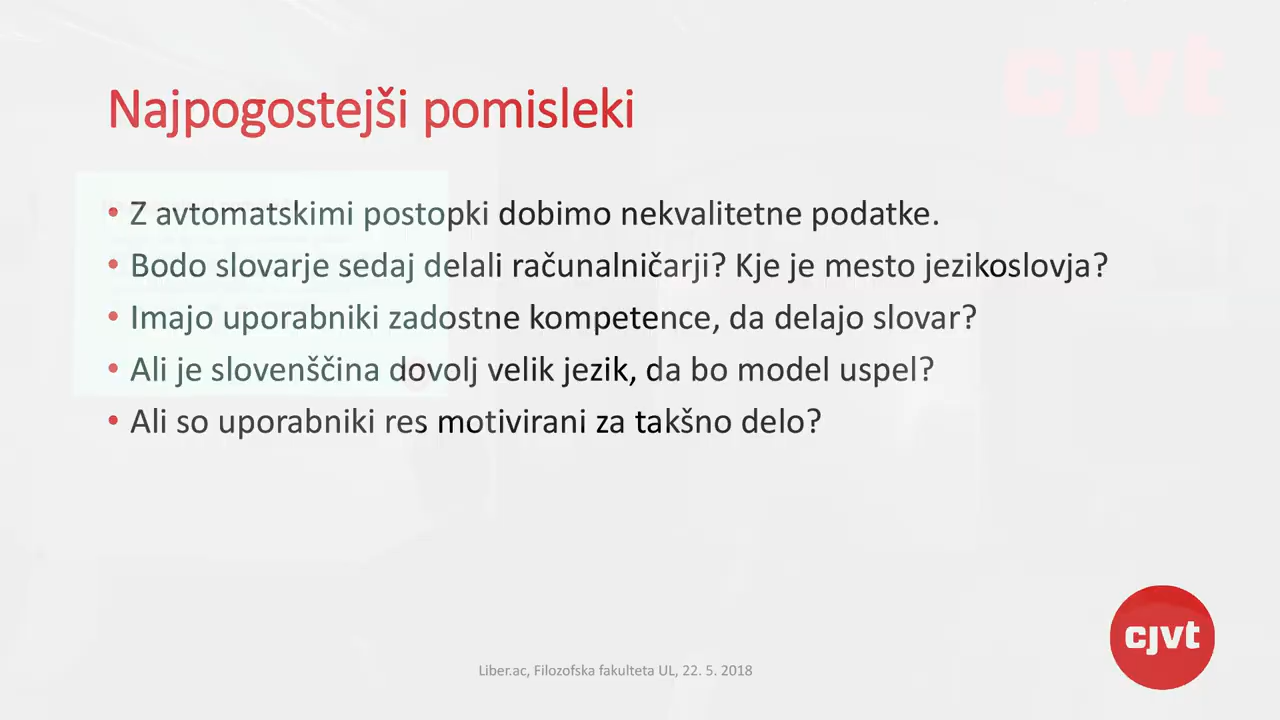 cjvt
Najpogostejši pomisleki
• Z avtomatskimi postopki dobimo nekvalitetne podatke.
• Bodo slovarje sedaj delali računalničarji? Kje je mesto jezikoslovja?
• Imajo uporabniki zadostne kompetence, da delajo slovar?
• Ali je slovenščina dovolj velik jezik, da bo model uspel?
• Ali so uporabniki res motivirani za takšno delo?
cjvt
Liber.ac, Filozofska fakulteta UL, 22. 5. 2018